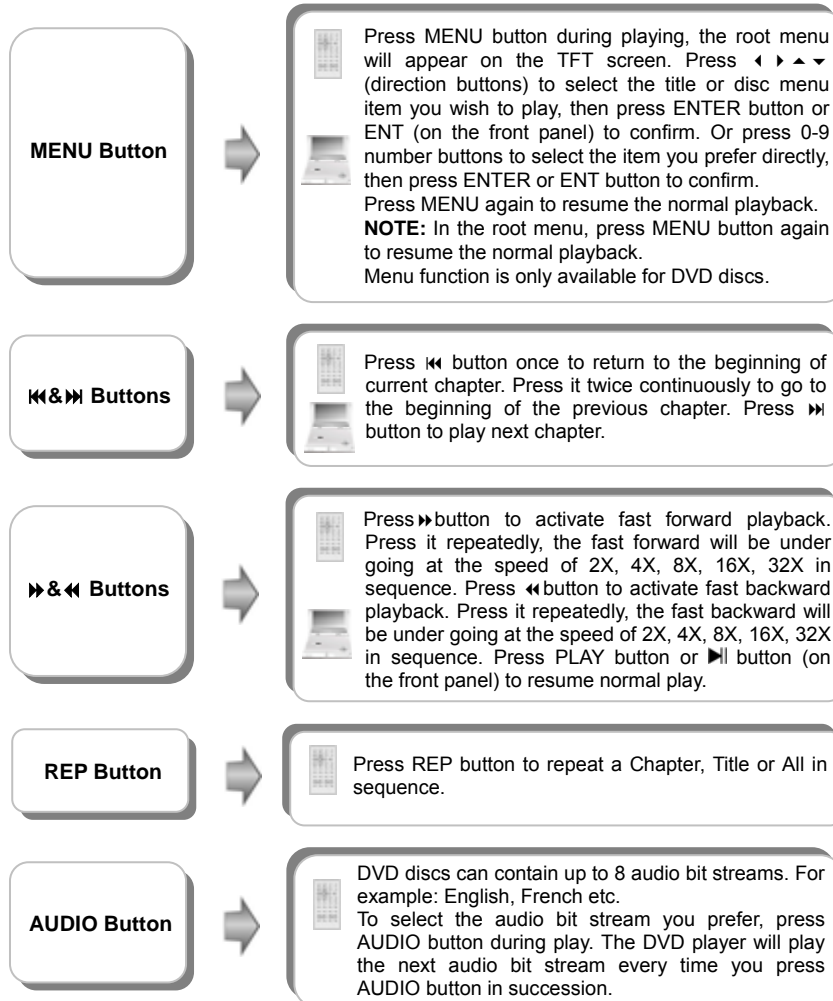 MENU Button
Press MENU button during playing, the root menu
will appear on the TFT screen. Press ◂ ▸ ▴ ▾
(direction buttons) to select the title or disc menu
item you wish to play, then press ENTER button or
ENT (on the front panel) to confirm. Or press 0-9
number buttons to select the item you prefer directly,
then press ENTER or ENT button to confirm.
Press MENU again to resume the normal playback.
NOTE: In the root menu, press MENU button again
to resume the normal playback.
Menu function is only available for DVD discs.
⏮&⏭ Buttons
Press ⏮ button once to return to the beginning of
current chapter. Press it twice continuously to go to
the beginning of the previous chapter. Press ⏭
button to play next chapter.
⏩&⏪ Buttons
Press⏩button to activate fast forward playback.
Press it repeatedly, the fast forward will be under
going at the speed of 2X, 4X, 8X, 16X, 32X in
sequence. Press ⏪button to activate fast backward
playback. Press it repeatedly, the fast backward will
be under going at the speed of 2X, 4X, 8X, 16X, 32X
in sequence. Press PLAY button or ⏯ button (on
the front panel) to resume normal play.
REP Button
Press REP button to repeat a Chapter, Title or All in
sequence.
AUDIO Button
DVD discs can contain up to 8 audio bit streams. For
example: English, French etc.
To select the audio bit stream you prefer, press
AUDIO button during play. The DVD player will play
the next audio bit stream every time you press
AUDIO button in succession.